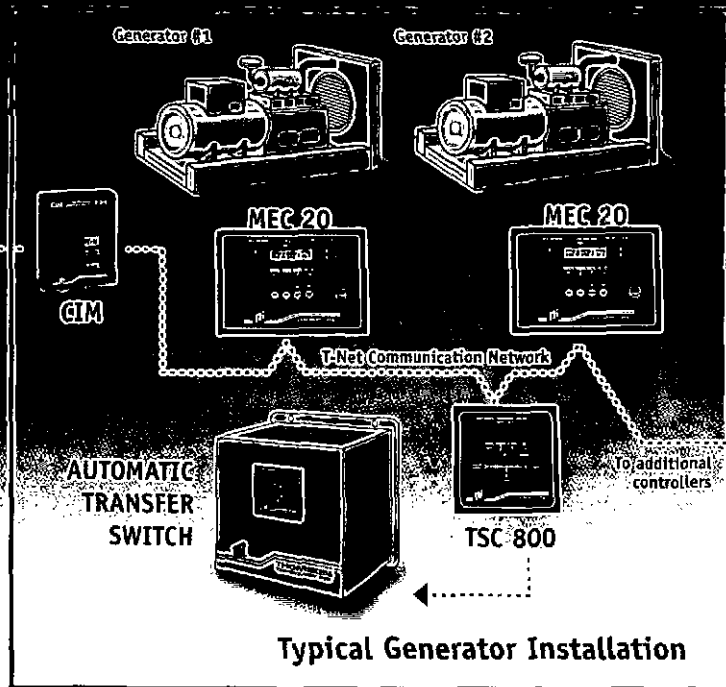 Generator #1
Generator #2
MEC 20
MEC 20
CIM
T-Net Communication Network
AUTOMATIC
TRANSFER
SWITCH
TSC 800
To additional
controllers
Typical Generator Installation